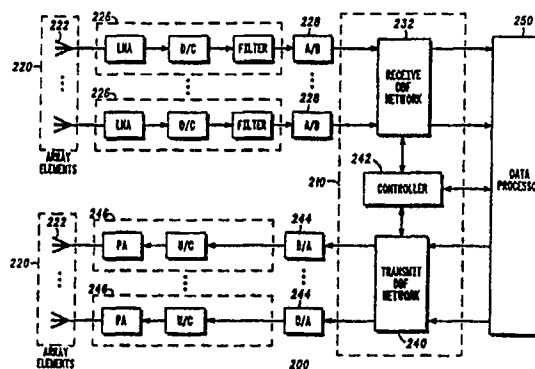 226
222
220
LNA
D/C
FILTER
228
A/D
232
RECEIVE
DBF
NETWORK
250
226
LNA
D/C
FILTER
228
A/D
ARRAY
ELEMENTS
242
210
CONTROLLER
DATA
PROCESSOR
246
222
220
PA
U/C
244
D/A
TRANSMIT
DBF
NETWORK
246
PA
U/C
244
D/A
240
ARRAY
ELEMENTS
200